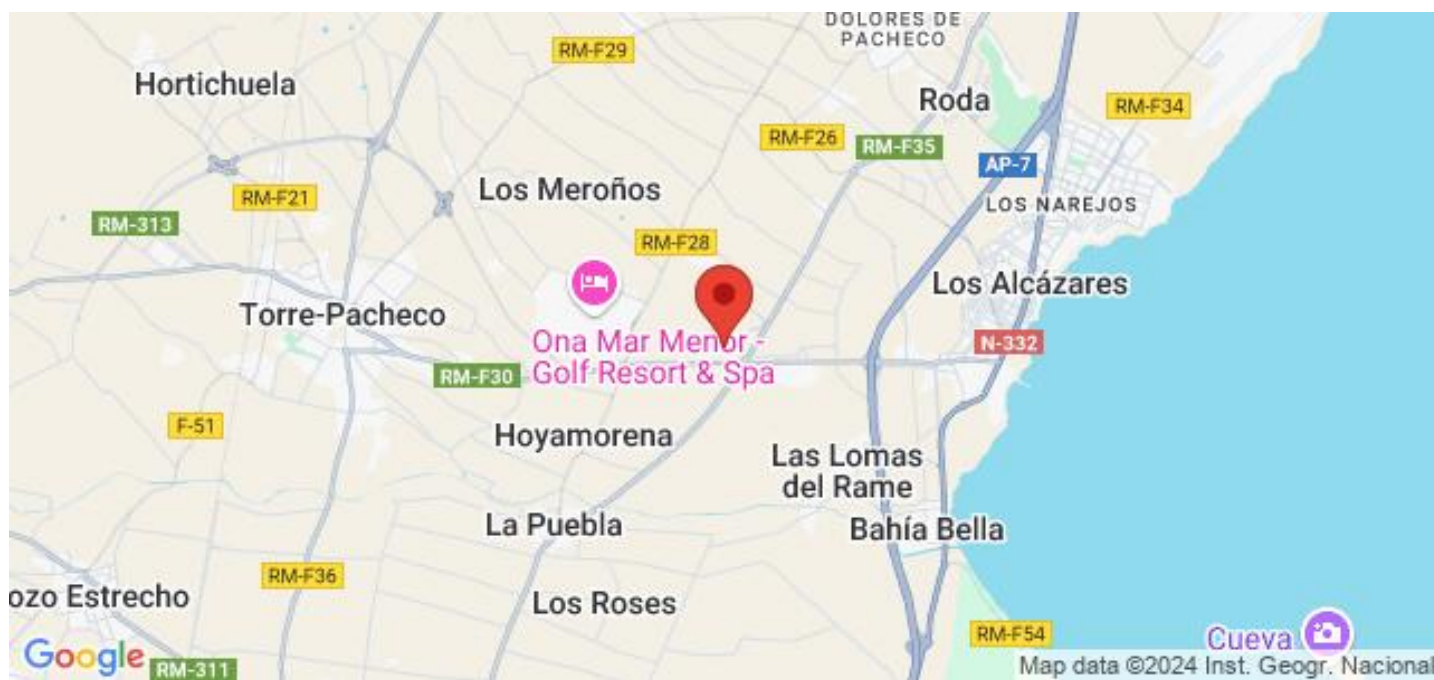 DOLORES DE
PACHECO
RM-F29
Hortichuela
Roda
RM-F34
RM-F26
RM-F35
AP-7
Los Meroños
RM-F21
LOS NAREJOS
RM-313
RM-F28
Los Alcázares
Torre-Pacheco
Ona Mar Menor -
Golf Resort & Spa
N-332
RM-F30
F-51
Hoyamorena
Las Lomas
del Rame
La Puebla
Bahía Bella
RM-F36
ozo Estrecho
Los Roses
RM-F54
Cueva
Google
RM-311
Map data ©2024 Inst. Geogr. Nacional